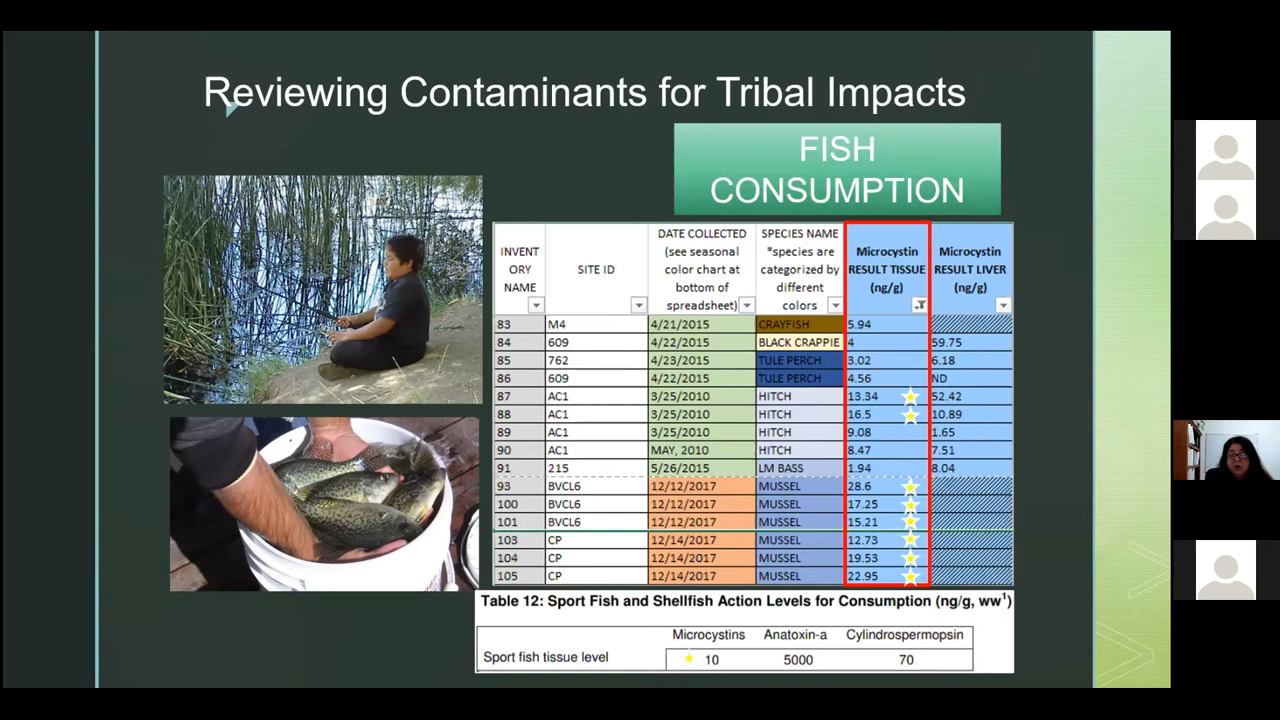 Reviewing Contaminants for Tribal Impacts
FISH
CONSUMPTION
INVENT
ORY
NAME
SITE ID
DATE COLLECTED
(see seasonal
color chart at
bottom of
spreadsheet)
SPECIES NAME
*species are
categorized by
different
colors
Microcystin
RESULT TISSUE
(ng/g)
Microcystin
RESULT LIVER
(ng/g)
83 M4 4/21/2015 CRAYFISH 5.94
84 609 4/22/2015 BLACK CRAPPIE 4 59.75
85 762 4/23/2015 TULE PERCH 3.02 6.18
86 609 4/22/2015 TULE PERCH 4.56 ND
87 AC1 3/25/2010 HITCH 13.34 52.42
88 AC1 3/25/2010 HITCH 16.5 10.89
89 AC1 3/25/2010 HITCH 9.08 1.65
90 AC1 MAY, 2010 HITCH 8.47 7.51
91 215 5/26/2015 LM BASS 1.94 8.04
93 BVCL6 12/12/2017 MUSSEL 28.6
100 BVCL6 12/12/2017 MUSSEL 17.25
101 BVCL6 12/12/2017 MUSSEL 15.21
103 CP 12/14/2017 MUSSEL 12.73
104 CP 12/14/2017 MUSSEL 19.53
105 CP 12/14/2017 MUSSEL 22.95
Table 12: Sport Fish and Shellfish Action Levels for Consumption (ng/g, ww¹)
Microcystins Anatoxin-a Cylindrospermopsin
Sport fish tissue level 10 5000 70